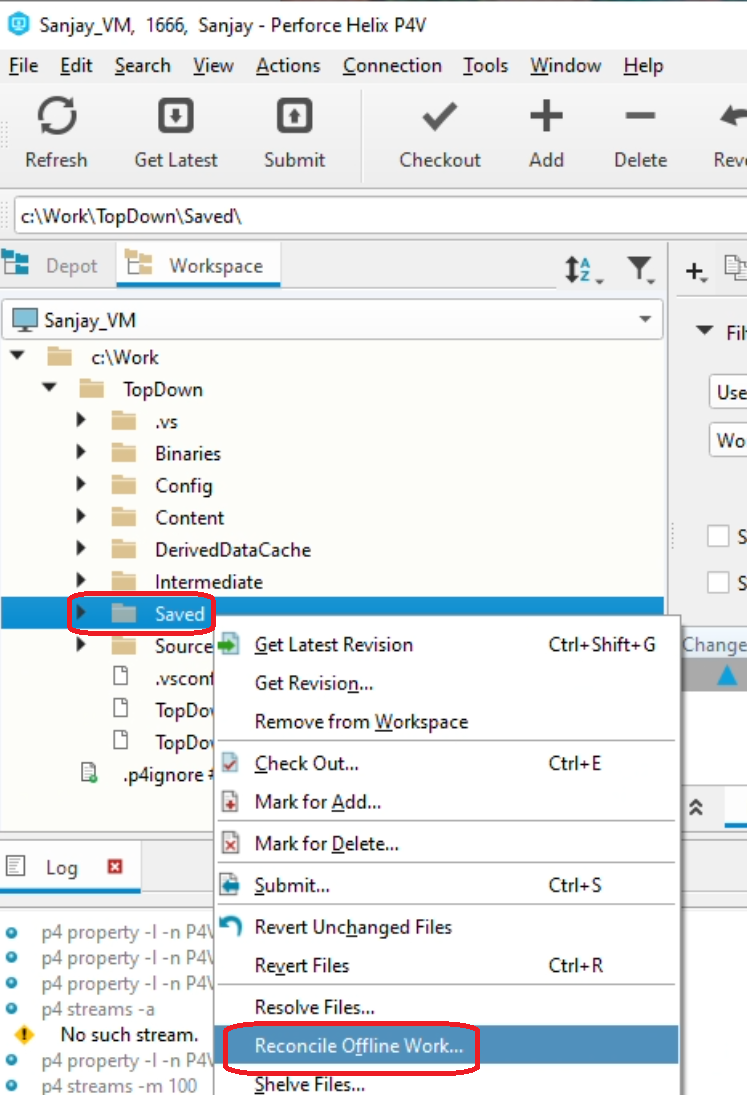 Sanjay_VM, 1666, Sanjay - Perforce Helix P4V
File Edit Search View Actions Connection Tools Window Help
Refresh Get Latest Submit Checkout Add Delete Reve
c:\Work\TopDown\Saved\
Depot Workspace
Sanjay_VM
Filt
c:\Work
TopDown
Use
.vs
Wo
Binaries
Config
Content
S
DerivedDataCache
Intermediate
S
Saved
Source
Get Latest Revision Ctrl+Shift+G
Change
.vsconf
Get Revision...
TopDow
Remove from Workspace
TopDow
Check Out... Ctrl+E
.p4ignore #
Mark for Add...
Mark for Delete...
Log
Submit... Ctrl+S
p4 property -l -n P4V
Revert Unchanged Files
p4 property -l -n P4V
Revert Files Ctrl+R
p4 property -l -n P4V
p4 streams -a
Resolve Files...
No such stream.
Reconcile Offline Work...
p4 property -l -n P4V
p4 streams -m 100
Shelve Files...